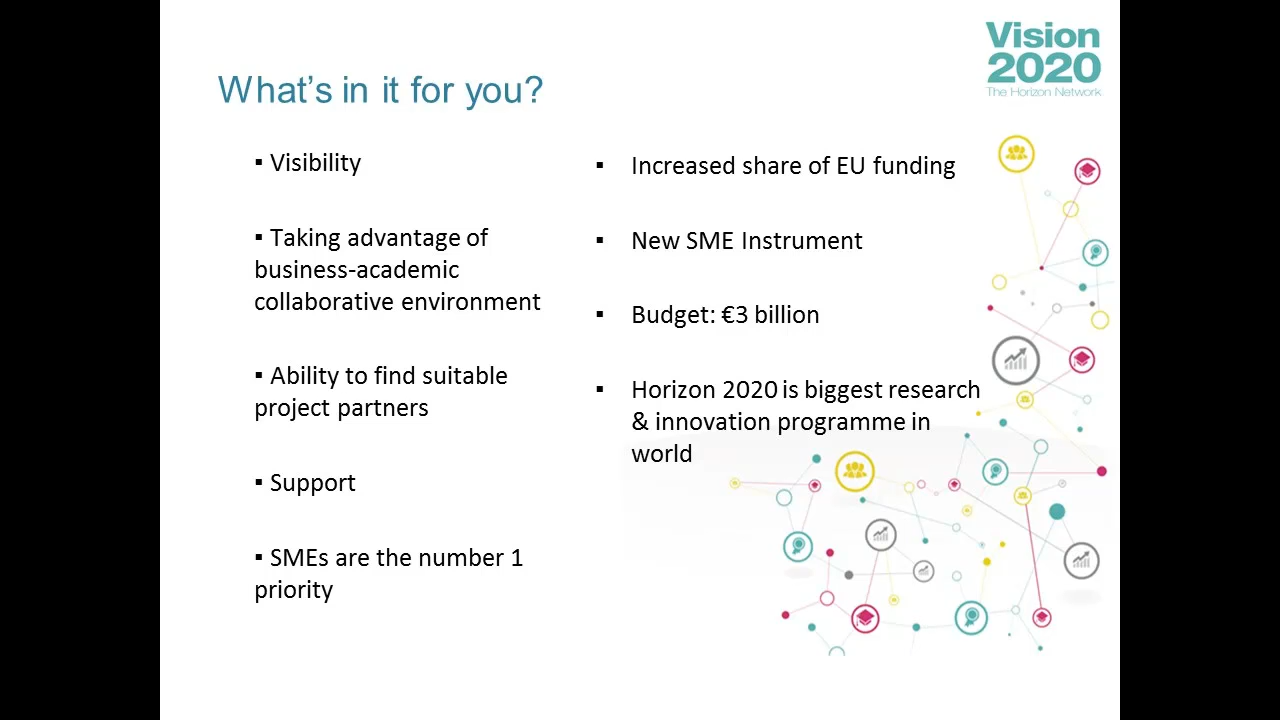 Vision
2020
The Horizon Network
What's in it for you?
▪ Visibility
▪ Taking advantage of
business-academic
collaborative environment
▪ Ability to find suitable
project partners
▪ Support
▪ SMEs are the number 1
priority
▪ Increased share of EU funding
▪ New SME Instrument
▪ Budget: €3 billion
▪ Horizon 2020 is biggest research
& innovation programme in
world